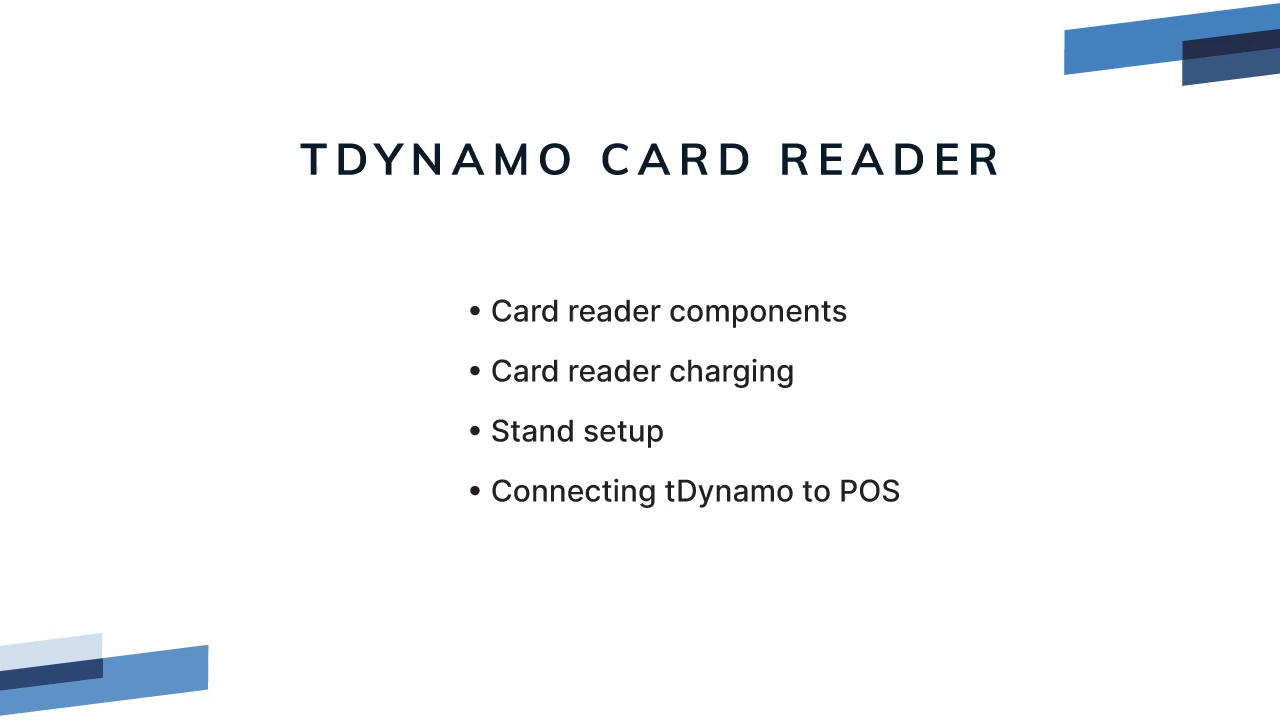 TDYNAMO CARD READER
• Card reader components
• Card reader charging
• Stand setup
• Connecting tDynamo to POS